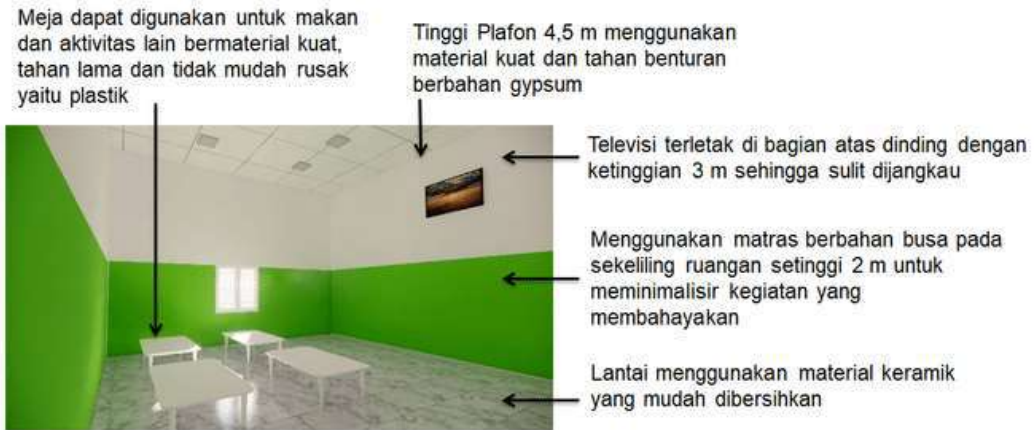 Meja dapat digunakan untuk makan
dan aktivitas lain bermaterial kuat,
tahan lama dan tidak mudah rusak
yaitu plastik
Tinggi Plafon 4,5 m menggunakan
material kuat dan tahan benturan
berbahan gypsum
Televisi terletak di bagian atas dinding dengan
ketinggian 3 m sehingga sulit dijangkau
Menggunakan matras berbahan busa pada
sekeliling ruangan setinggi 2 m untuk
meminimalisir kegiatan yang
membahayakan
Lantai menggunakan material keramik
yang mudah dibersihkan